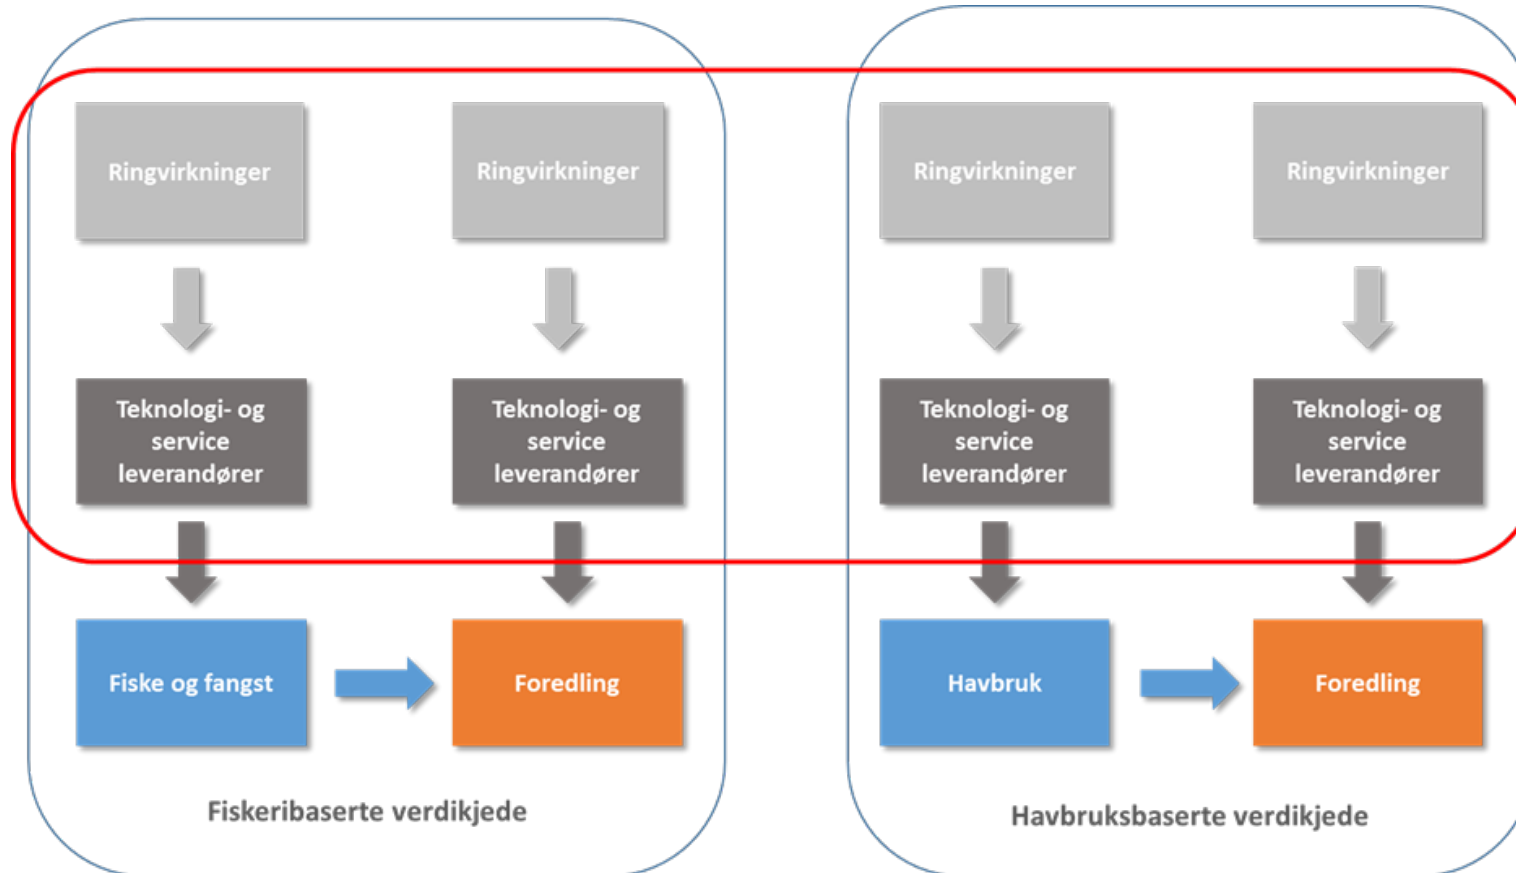 Ringvirkninger
Ringvirkninger
Ringvirkninger
Ringvirkninger
Teknologi- og
service
leverandører
Teknologi- og
service
leverandører
Teknologi- og
service
leverandører
Teknologi- og
service
leverandører
Fiske og fangst
Foredling
Havbruk
Foredling
Fiskeribaserte verdikjede
Havbruksbaserte verdikjede